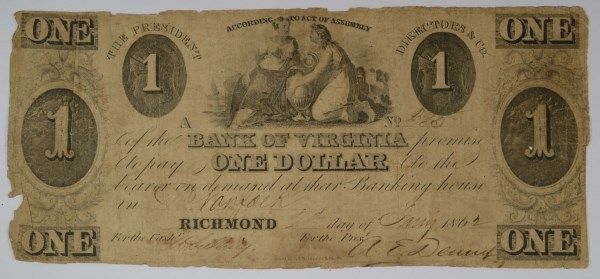 ONE ACCORDING TO ACT OF ASSEMBLY ONE
THE PRESIDENT DIRECTORS & CO.
1 1
1 1
A No
of the BANK OF VIRGINIA promise
to pay ONE DOLLAR to the
bearer on demand at their Banking house
in
RICHMOND day of 1862
For the Cash For the Pres
ONE ONE